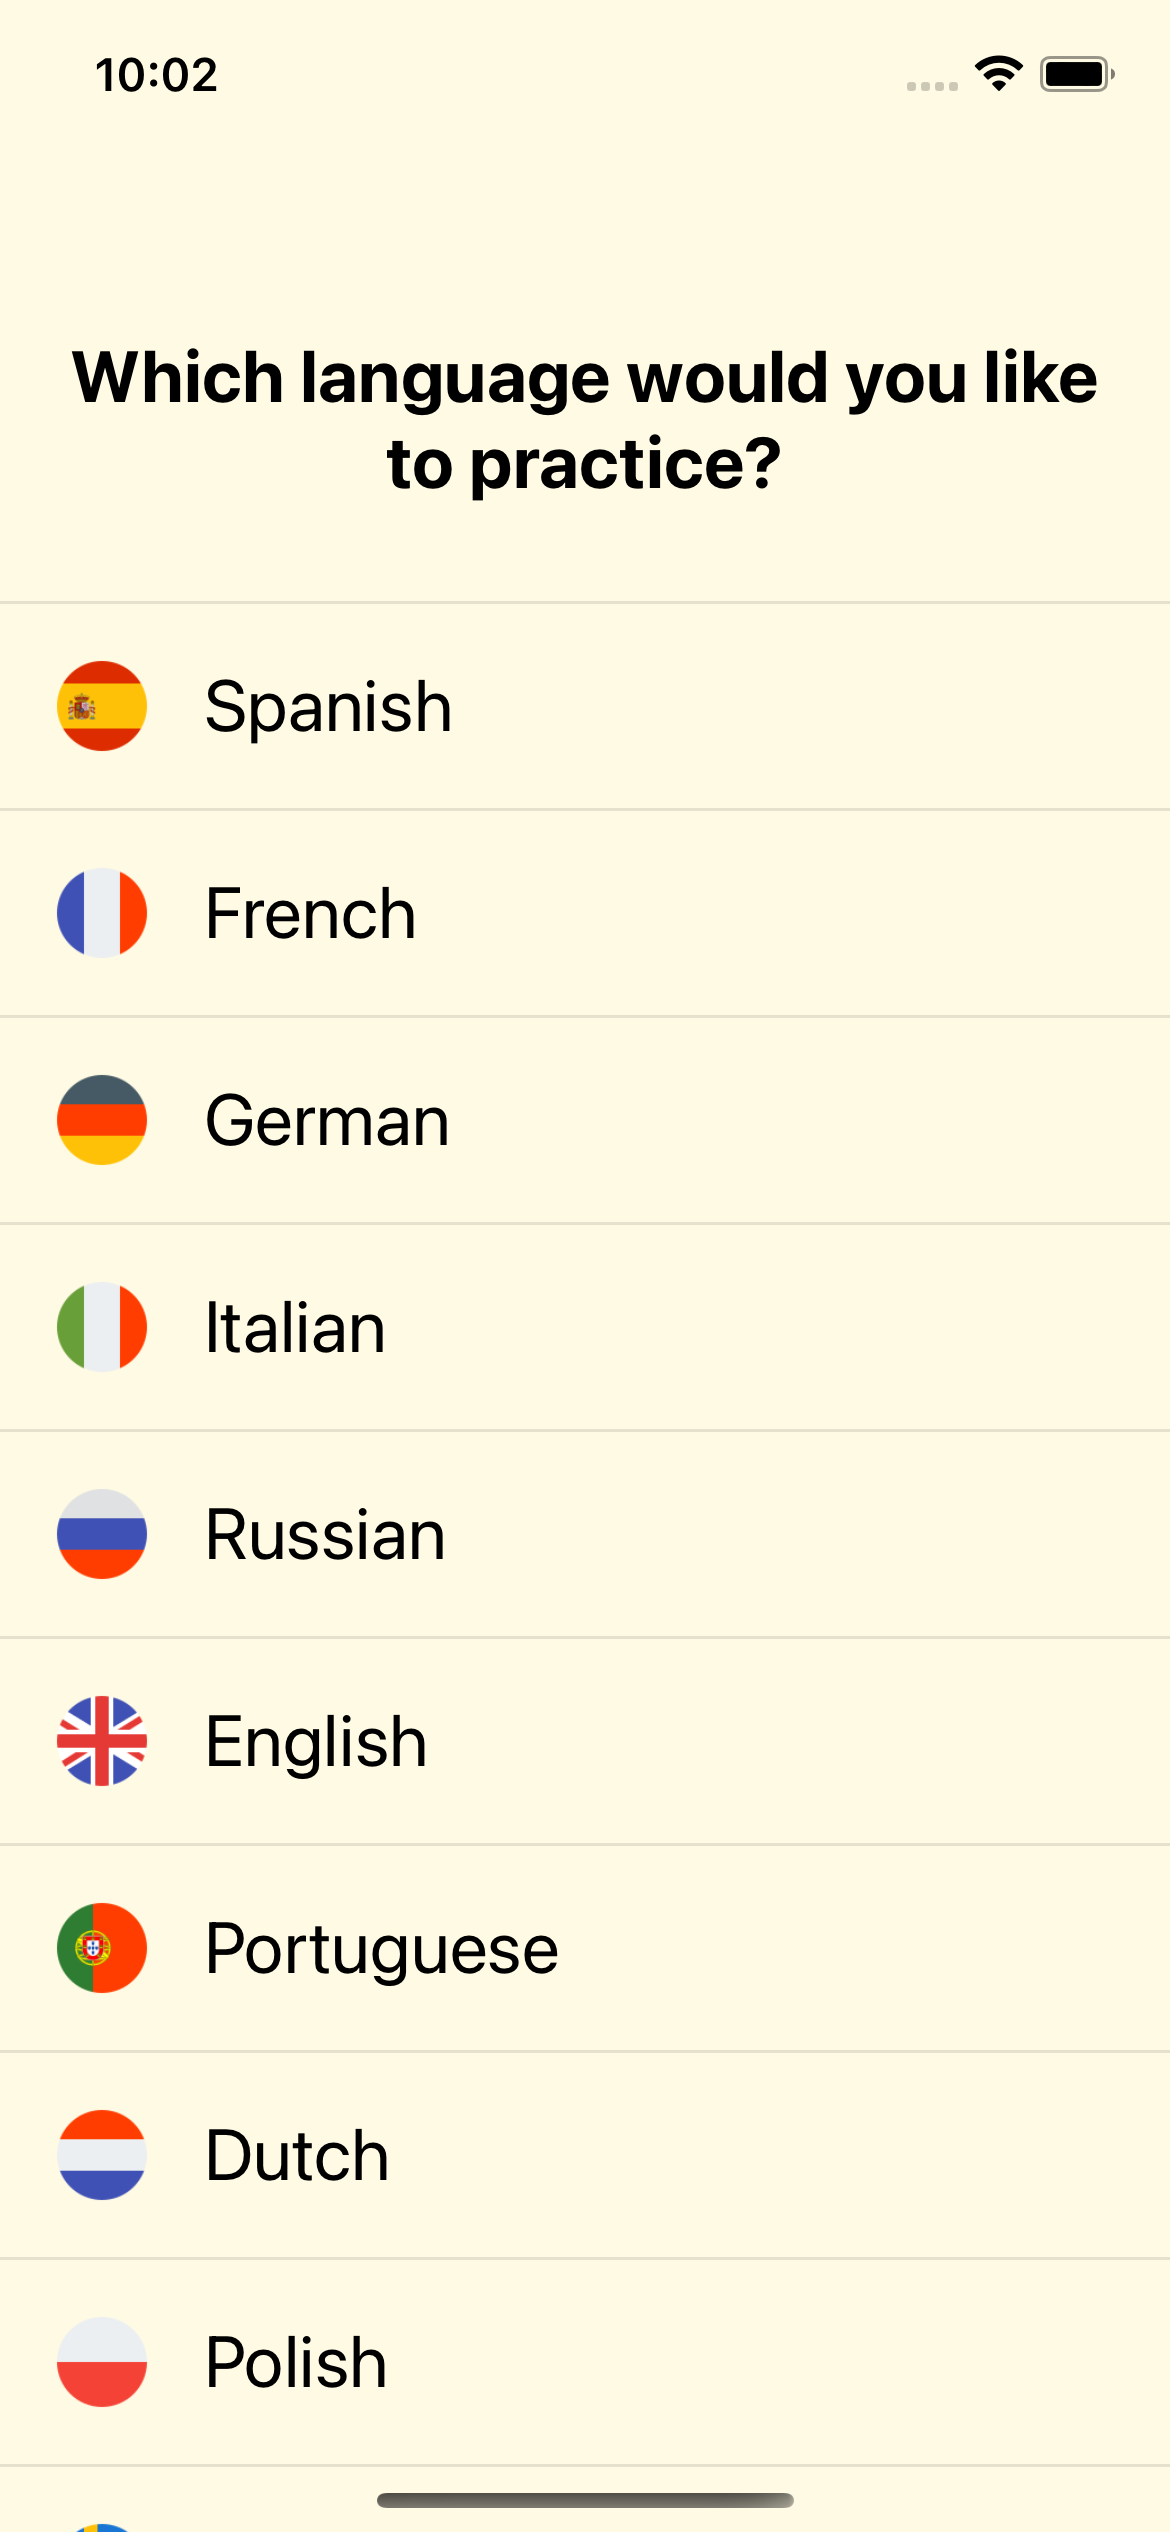 10:02
Which language would you like
to practice?
Spanish
French
German
Italian
Russian
English
Portuguese
Dutch
Polish